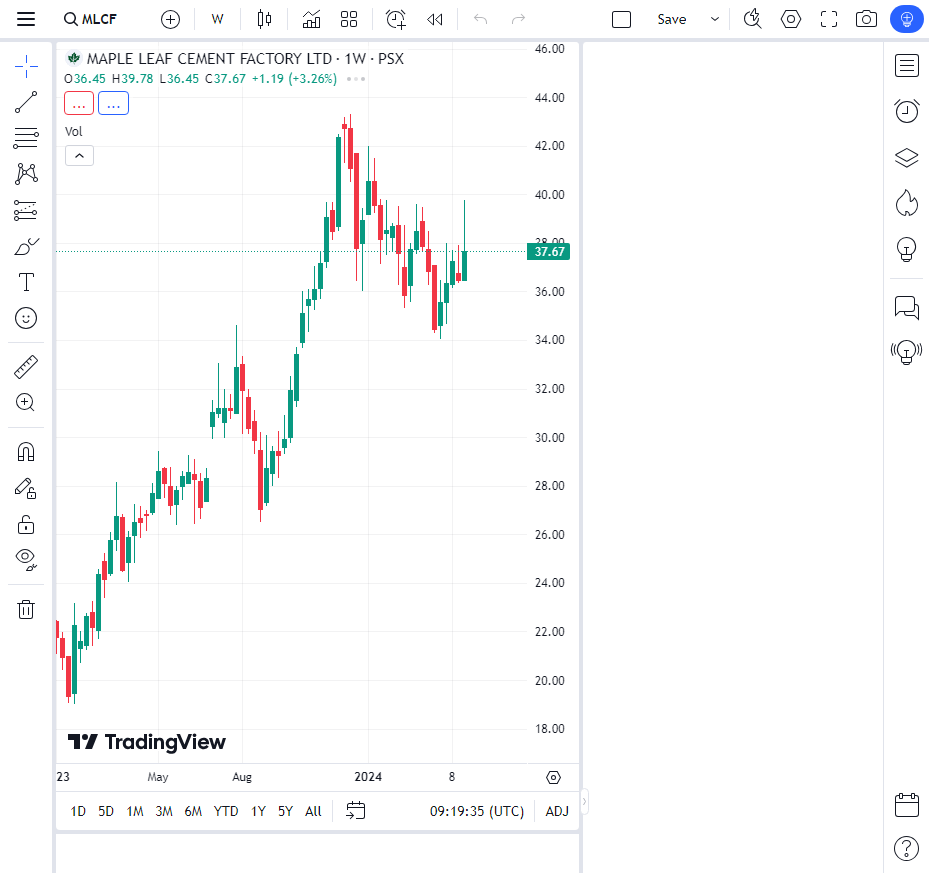 MLCF W Save
MAPLE LEAF CEMENT FACTORY LTD · 1W · PSX
O36.45 H39.78 L36.45 C37.67 +1.19 (+3.26%)
... ...
Vol
46.00
44.00
42.00
40.00
38.00
37.67
36.00
34.00
32.00
30.00
28.00
26.00
24.00
22.00
20.00
18.00
TradingView
23 May Aug 2024 8
1D 5D 1M 3M 6M YTD 1Y 5Y All 09:19:35 (UTC) ADJ